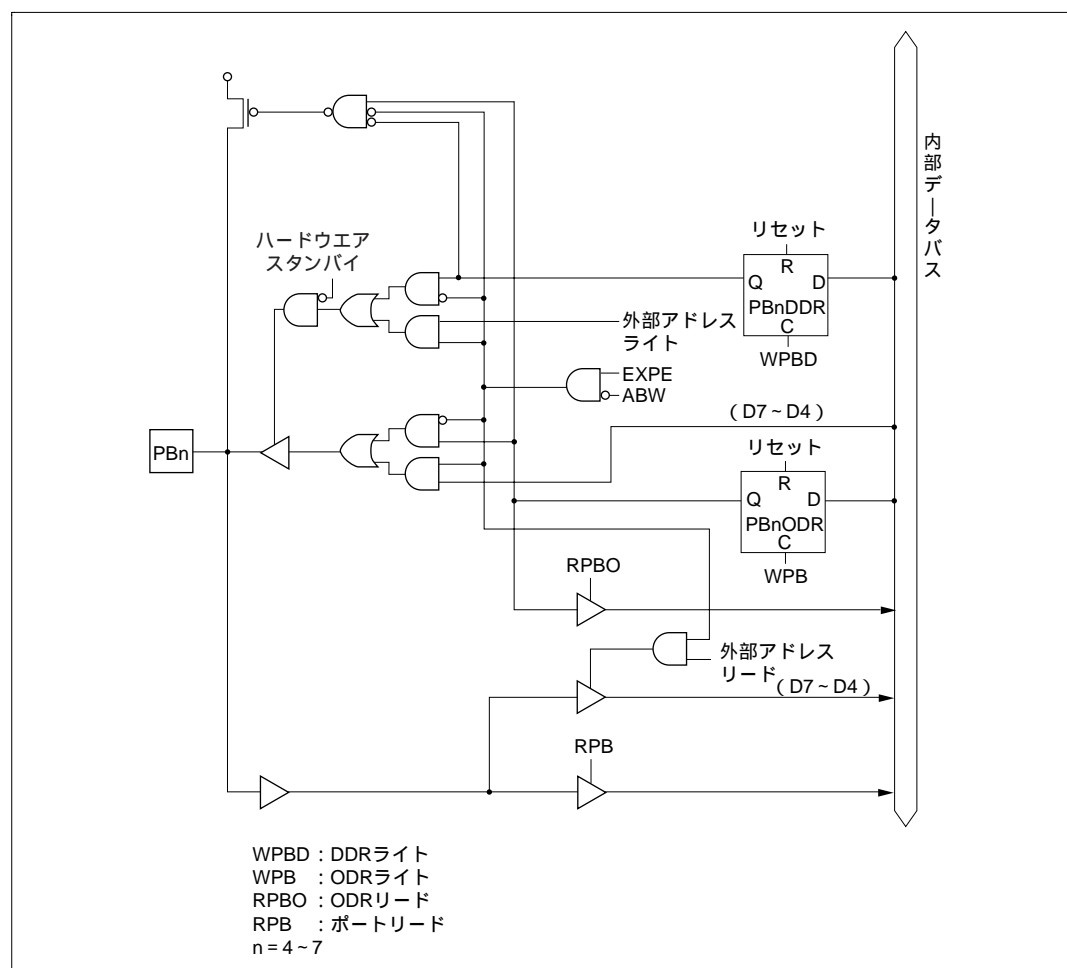 内部データバス
ハードウエア
スタンバイ
リセット
R
Q D
PBnDDR
C
WPBD
外部アドレス
ライト
EXPE
ABW
（D7～D4）
PBn
リセット
R
Q D
PBnODR
C
WPB
RPBO
外部アドレス
リード
（D7～D4）
RPB
WPBD：DDRライト
WPB ：ODRライト
RPBO：ODRリード
RPB ：ポートリード
n = 4～7